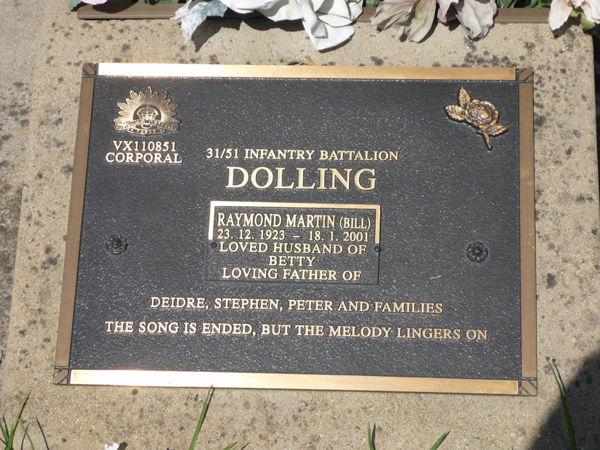 VX110851
CORPORAL
31/51 INFANTRY BATTALION
DOLLING
RAYMOND MARTIN (BILL)
23. 12. 1923 – 18. 1. 2001
LOVED HUSBAND OF
BETTY
LOVING FATHER OF
DEIDRE, STEPHEN, PETER AND FAMILIES
THE SONG IS ENDED, BUT THE MELODY LINGERS ON